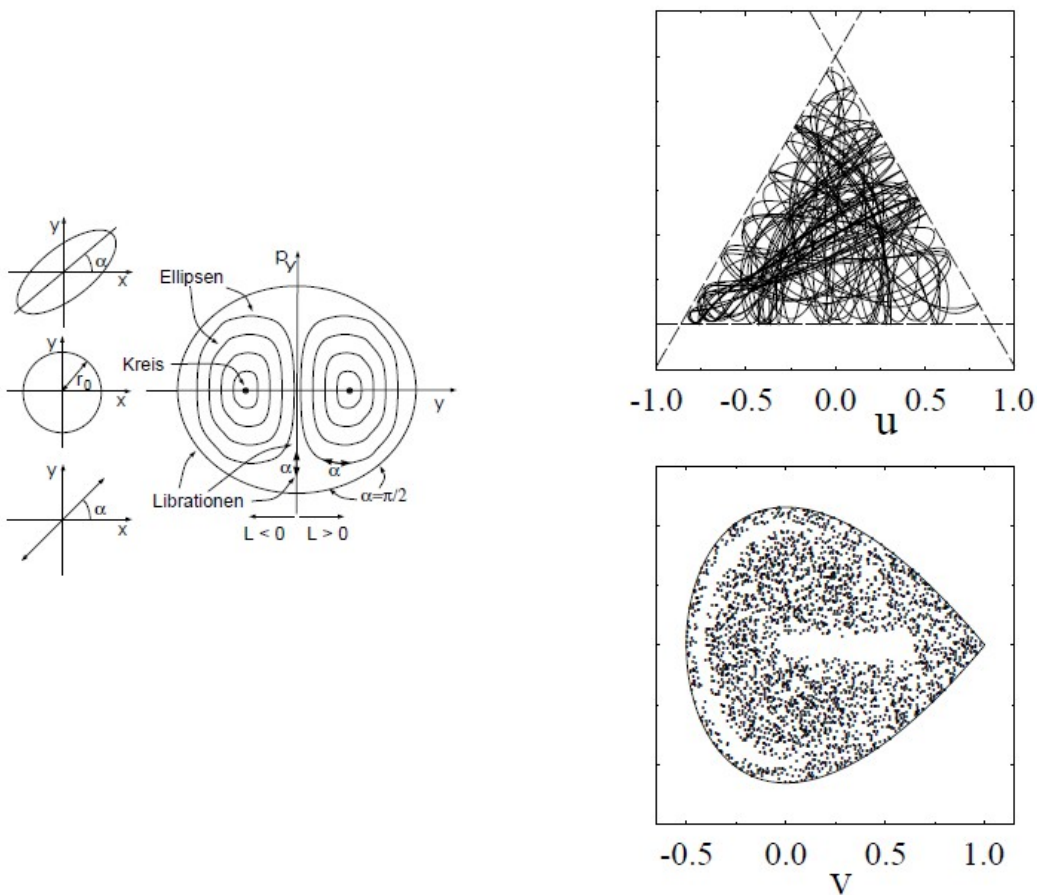 y
α
x
y
r₀
x
y
α
x
Ellipsen
p_y
Kreis
y
α
α
Librationen
α=π/2
L < 0 L > 0
-1.0 -0.5 0.0 0.5 1.0
u
-0.5 0.0 0.5 1.0
v